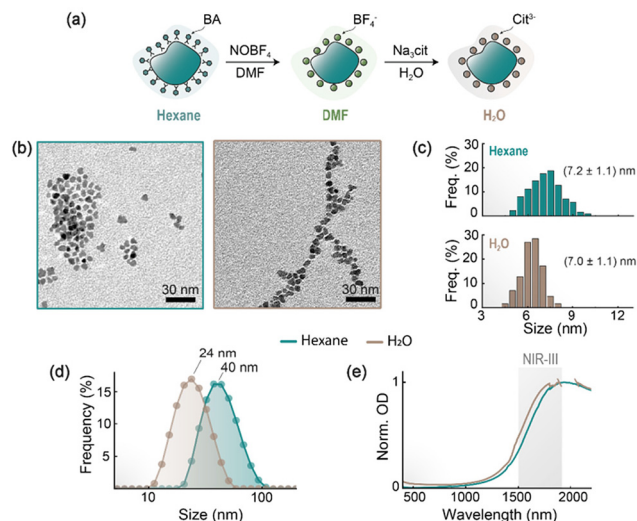 (a)
BA
BF₄⁻
Cit³⁻
NOBF₄
DMF
Na₃cit
H₂O
Hexane
DMF
H₂O
(b)
30 nm
30 nm
(c)
Hexane
(7.2 ± 1.1) nm
Freq. (%)
30
20
10
0
H₂O
(7.0 ± 1.1) nm
Freq. (%)
30
20
10
0
3 6 9 12
Size (nm)
Hexane H₂O
(d)
24 nm
40 nm
Frequency (%)
15
10
5
10 100
Size (nm)
(e)
NIR-III
Norm. OD
1
0
500 1000 1500 2000
Wavelength (nm)